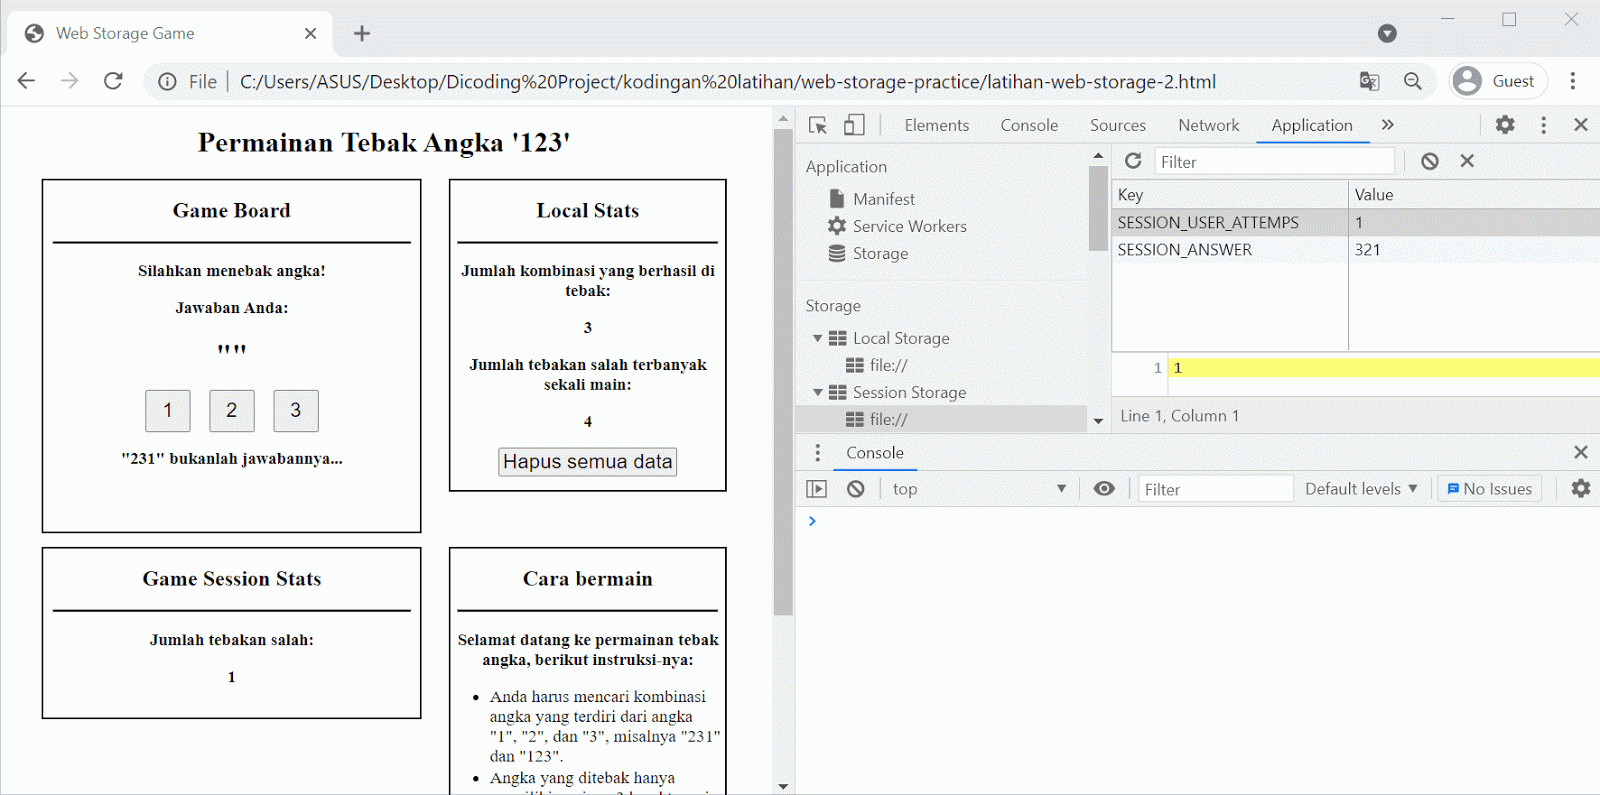 Web Storage Game
File
C:/Users/ASUS/Desktop/Dicoding%20Project/kodingan%20latihan/web-storage-practice/latihan-web-storage-2.html
Guest
Permainan Tebak Angka '123'
Game Board
Silahkan menebak angka!
Jawaban Anda:
""
1 2 3
"231" bukanlah jawabannya...
Local Stats
Jumlah kombinasi yang berhasil di
tebak:
3
Jumlah tebakan salah terbanyak
sekali main:
4
Hapus semua data
Game Session Stats
Jumlah tebakan salah:
1
Cara bermain
Selamat datang ke permainan tebak
angka, berikut instruksi-nya:
• Anda harus mencari kombinasi
angka yang terdiri dari angka
"1", "2", dan "3", misalnya "231"
dan "123".
• Angka yang ditebak hanya
Elements Console Sources Network Application »
Application
Manifest
Service Workers
Storage
Storage
Local Storage
file://
Session Storage
file://
Filter
Key Value
SESSION_USER_ATTEMPS 1
SESSION_ANSWER 321
1 1
Line 1, Column 1
Console
top
Filter
Default levels
No Issues